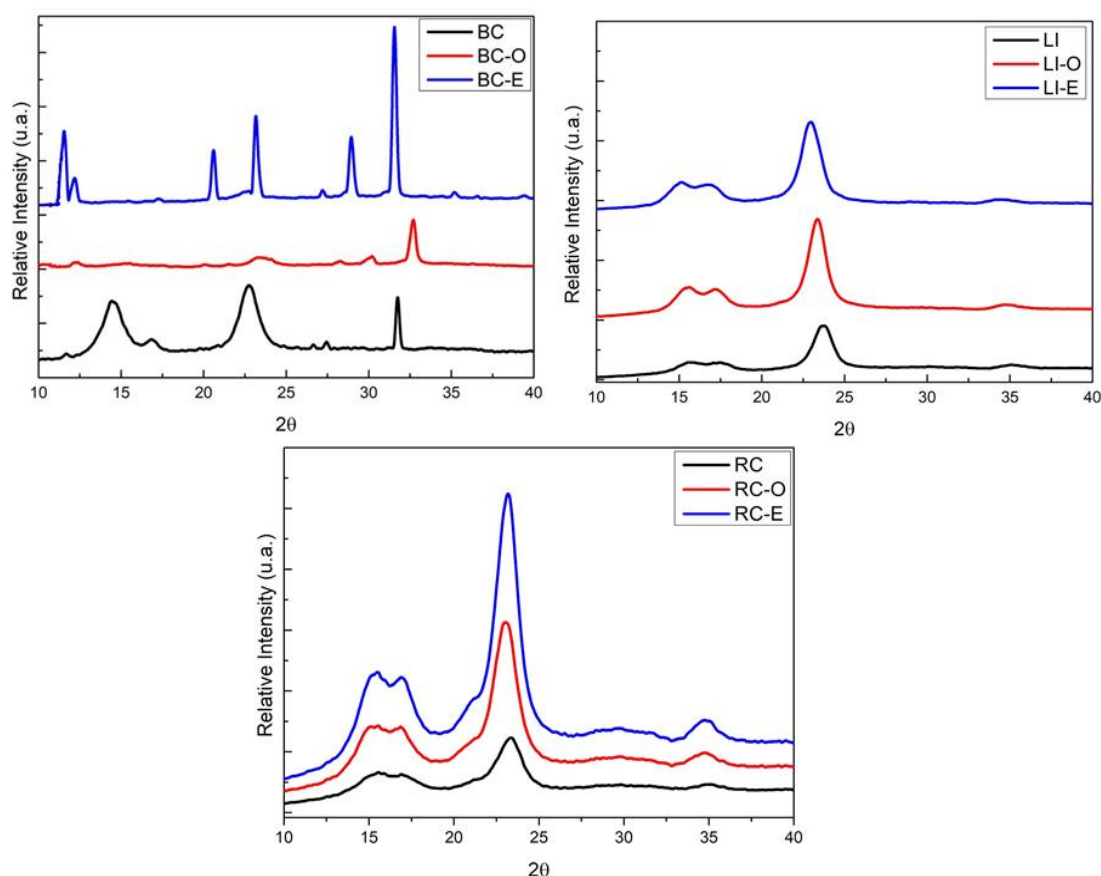 BC
BC-O
BC-E
Relative Intensity (u.a.)
10 15 20 25 30 35 40
2θ
LI
LI-O
LI-E
Relative Intensity (u.a.)
10 15 20 25 30 35 40
2θ
RC
RC-O
RC-E
Relative Intensity (u.a.)
10 15 20 25 30 35 40
2θ